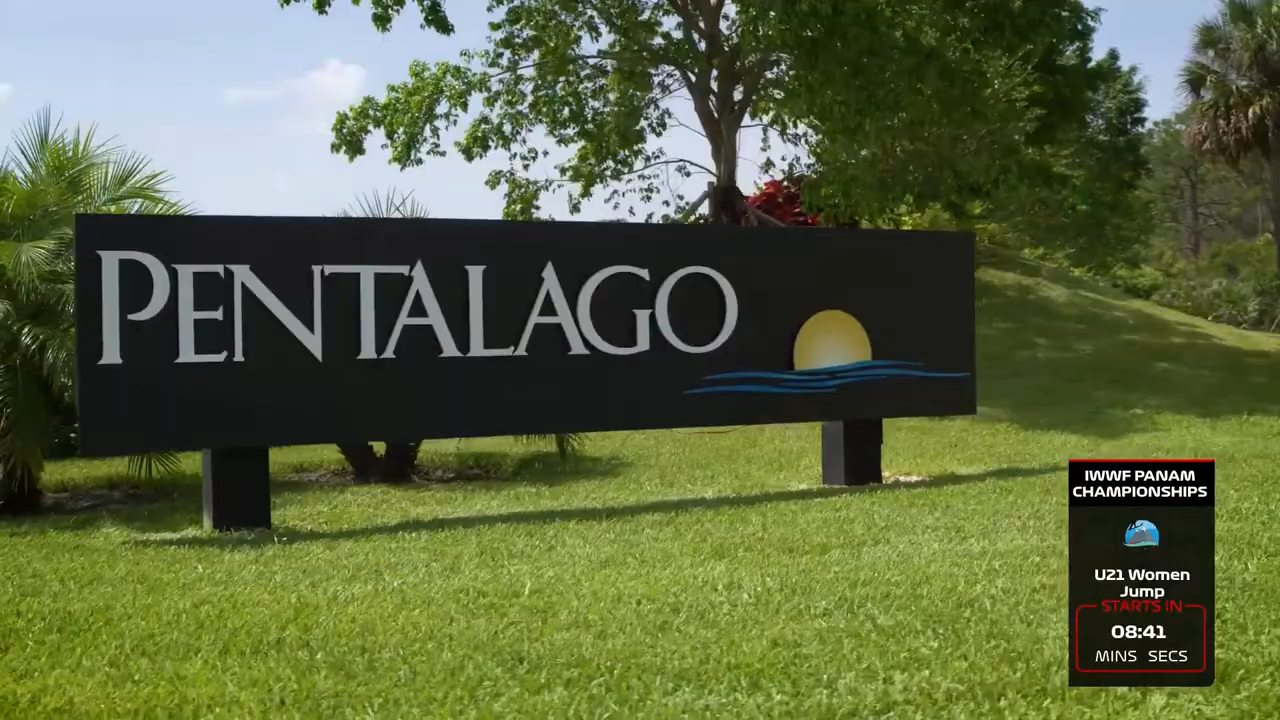 PENTALAGO
IWWF PANAM
CHAMPIONSHIPS
U21 Women
Jump
STARTS IN
08:41
MINS SECS